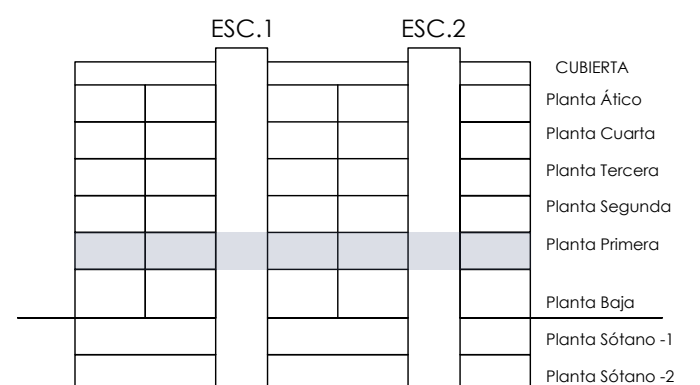 ESC.1 ESC.2
CUBIERTA
Planta Ático
Planta Cuarta
Planta Tercera
Planta Segunda
Planta Primera
Planta Baja
Planta Sótano -1
Planta Sótano -2